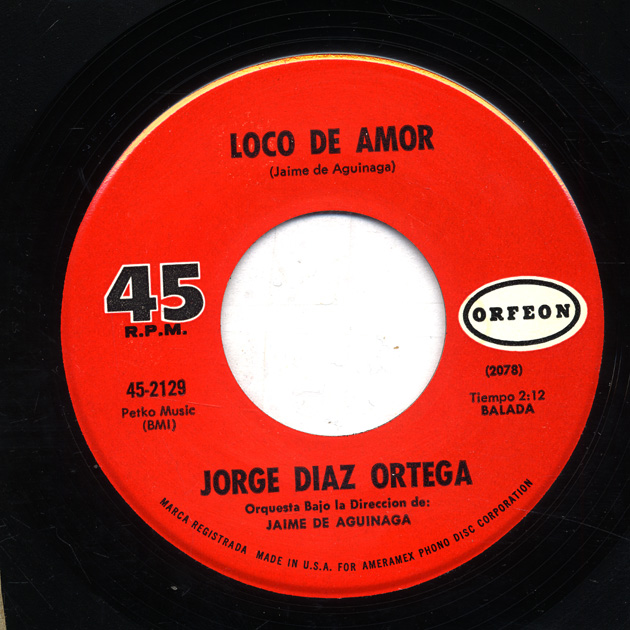 LOCO DE AMOR
(Jaime de Aguinaga)
45
R.P.M.
ORFEON
45-2129
Petko Music
(BMI)
(2078)
Tiempo 2:12
BALADA
JORGE DIAZ ORTEGA
Orquesta Bajo la Direccion de:
JAIME DE AGUINAGA
MARCA REGISTRADA MADE IN U.S.A. FOR AMERAMEX PHONO DISC CORPORATION